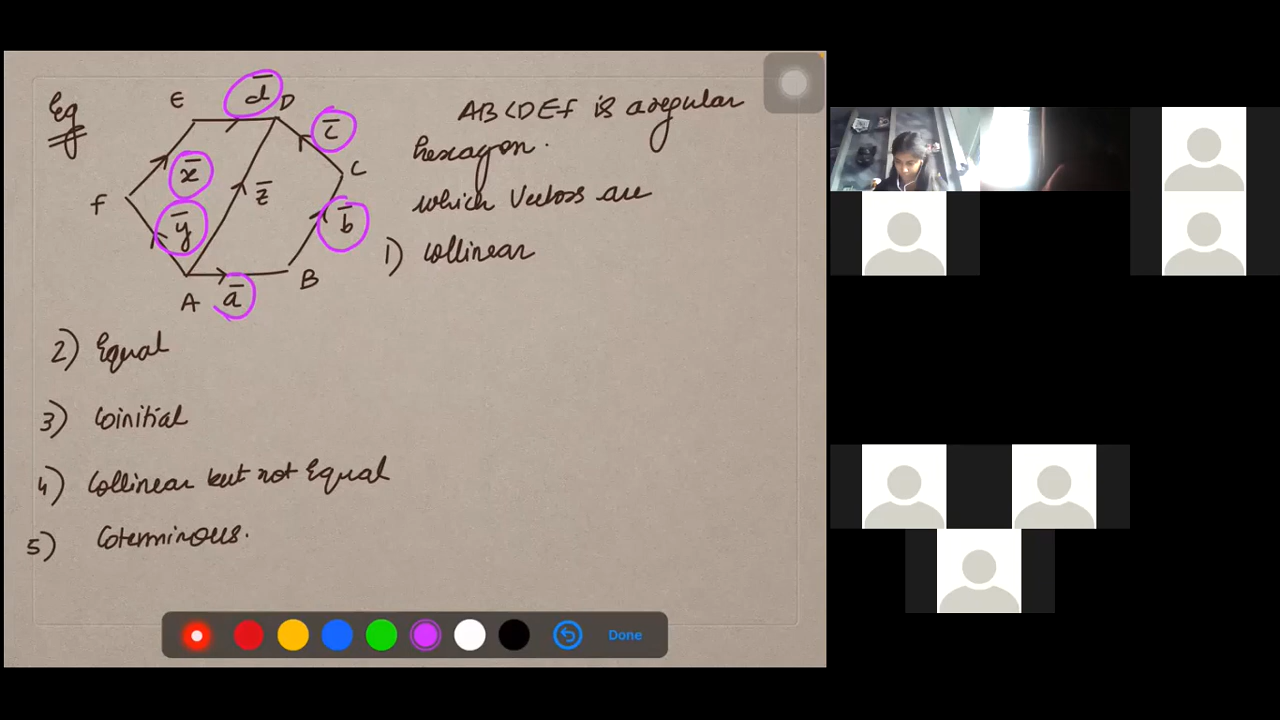 Eg
E d̅ D
c̅
C
x̅
z̅
F
y̅
b̅
A a̅ B
ABCDEF is a regular
hexagon.
which Vectors are
1) Collinear
2) Equal
3) Coinitial
4) Collinear but not Equal
5) Coterminous.
Done